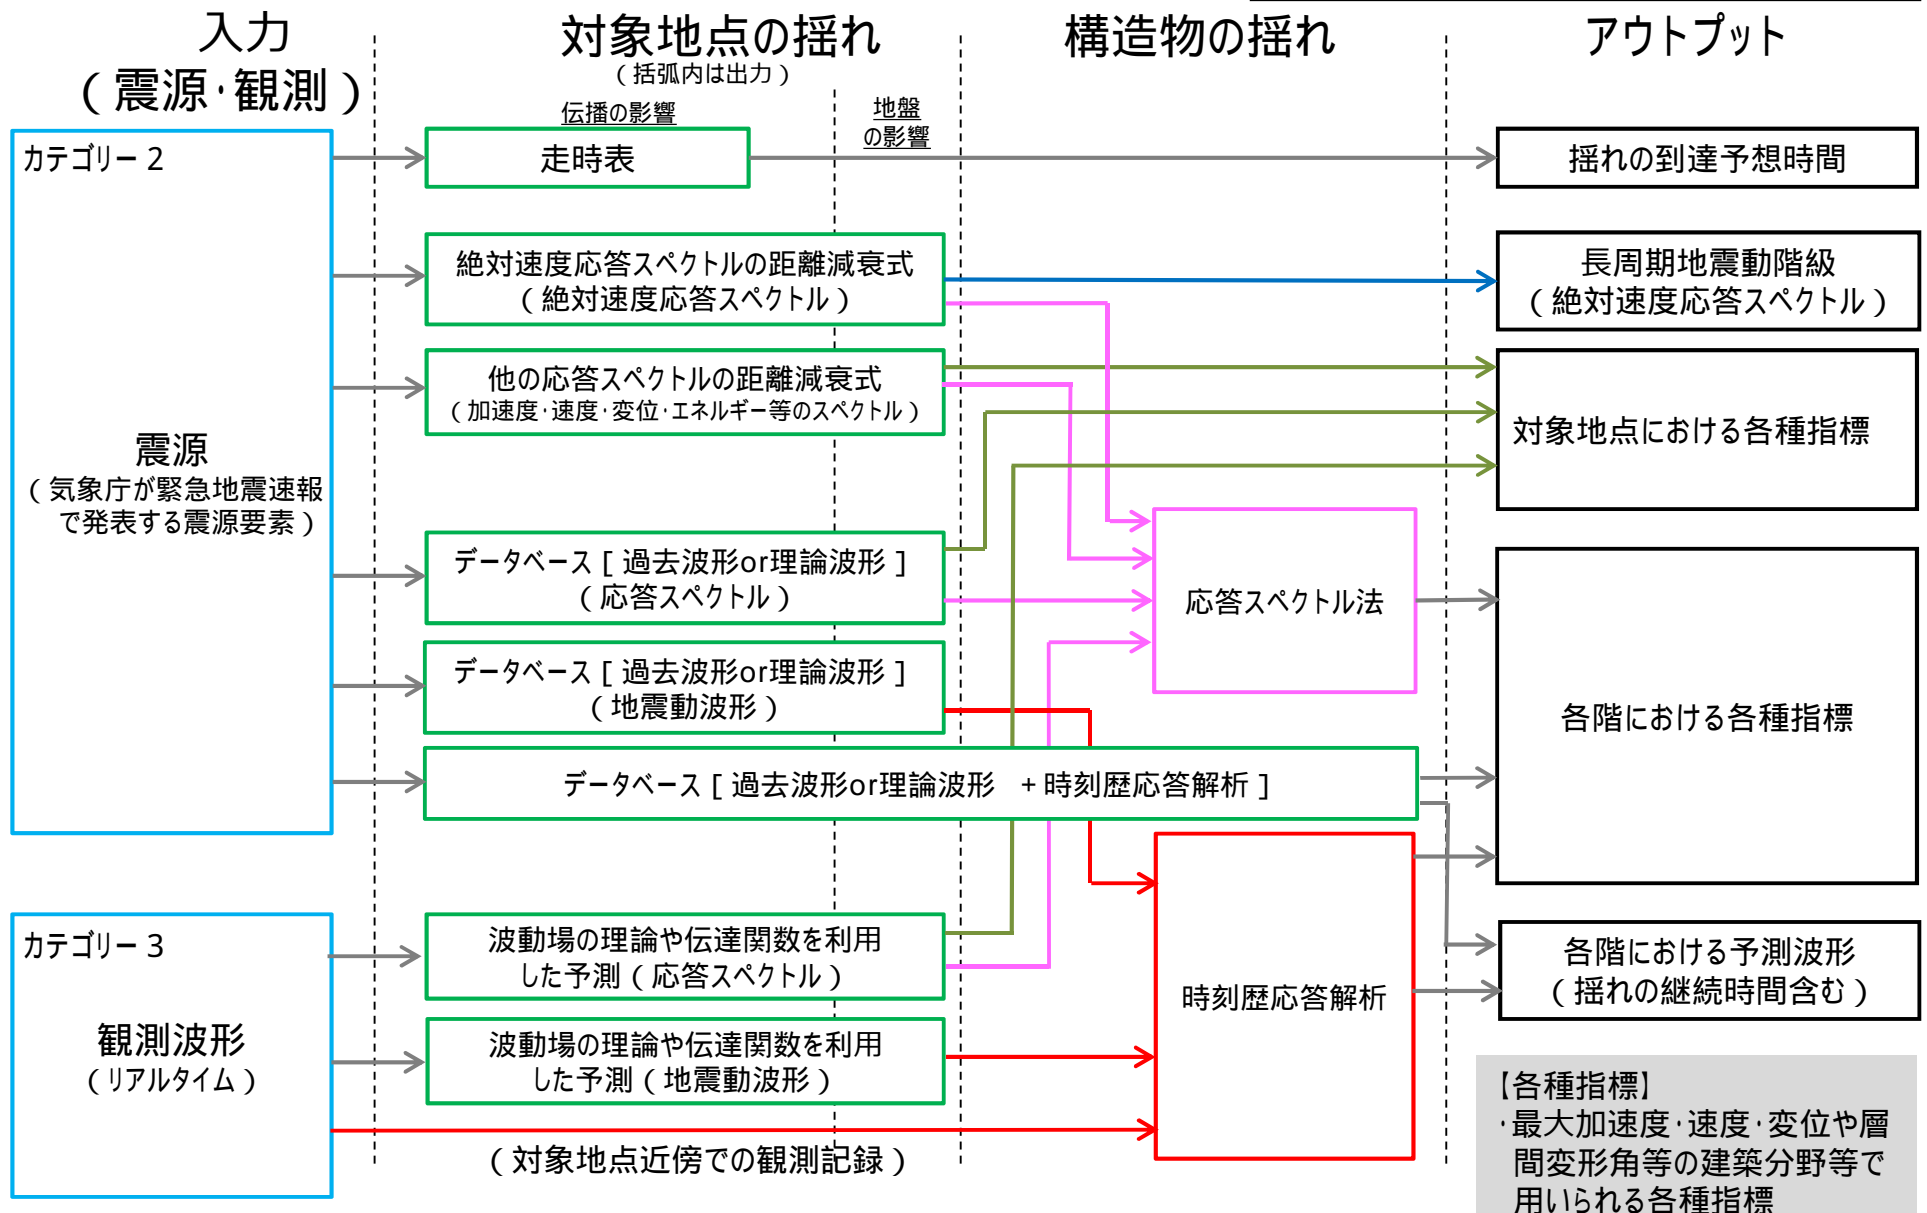 入力
（震源･観測）
対象地点の揺れ
（括弧内は出力）
構造物の揺れ
アウトプット
伝播の影響
地盤
の影響
カテゴリー２
震源
（気象庁が緊急地震速報
で発表する震源要素）
走時表
揺れの到達予想時間
絶対速度応答スペクトルの距離減衰式
（絶対速度応答スペクトル）
長周期地震動階級
（絶対速度応答スペクトル）
他の応答スペクトルの距離減衰式
（加速度･速度･変位･エネルギー等のスペクトル）
対象地点における各種指標
データベース［過去波形or理論波形］
（応答スペクトル）
応答スペクトル法
データベース［過去波形or理論波形］
（地震動波形）
各階における各種指標
データベース［過去波形or理論波形　＋時刻歴応答解析］
カテゴリー３
観測波形
（リアルタイム）
波動場の理論や伝達関数を利用
した予測（応答スペクトル）
時刻歴応答解析
各階における予測波形
（揺れの継続時間含む）
波動場の理論や伝達関数を利用
した予測（地震動波形）
（対象地点近傍での観測記録）
【各種指標】
･最大加速度･速度･変位や層
間変形角等の建築分野等で
用いられる各種指標